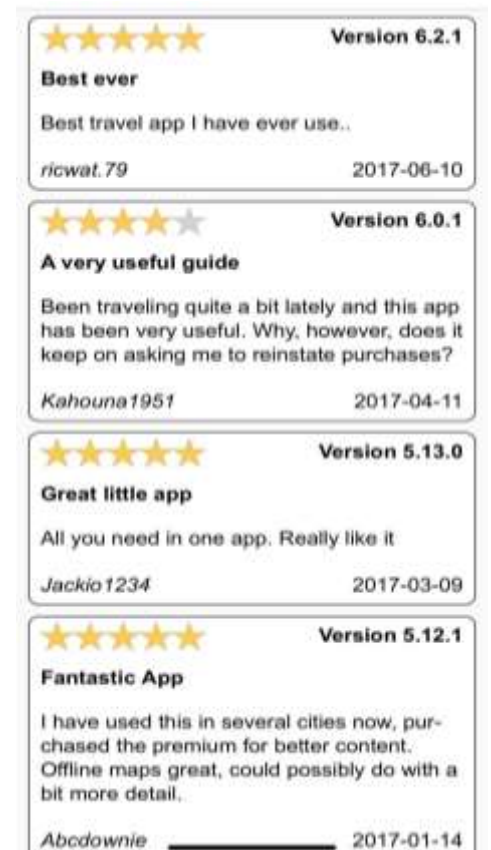 Version 6.2.1
Best ever
Best travel app I have ever use..
ricwat.79 2017-06-10
Version 6.0.1
A very useful guide
Been traveling quite a bit lately and this app
has been very useful. Why, however, does it
keep on asking me to reinstate purchases?
Kahouna1951 2017-04-11
Version 5.13.0
Great little app
All you need in one app. Really like it
Jackio1234 2017-03-09
Version 5.12.1
Fantastic App
I have used this in several cities now, pur-
chased the premium for better content.
Offline maps great, could possibly do with a
bit more detail.
Abcdownie 2017-01-14